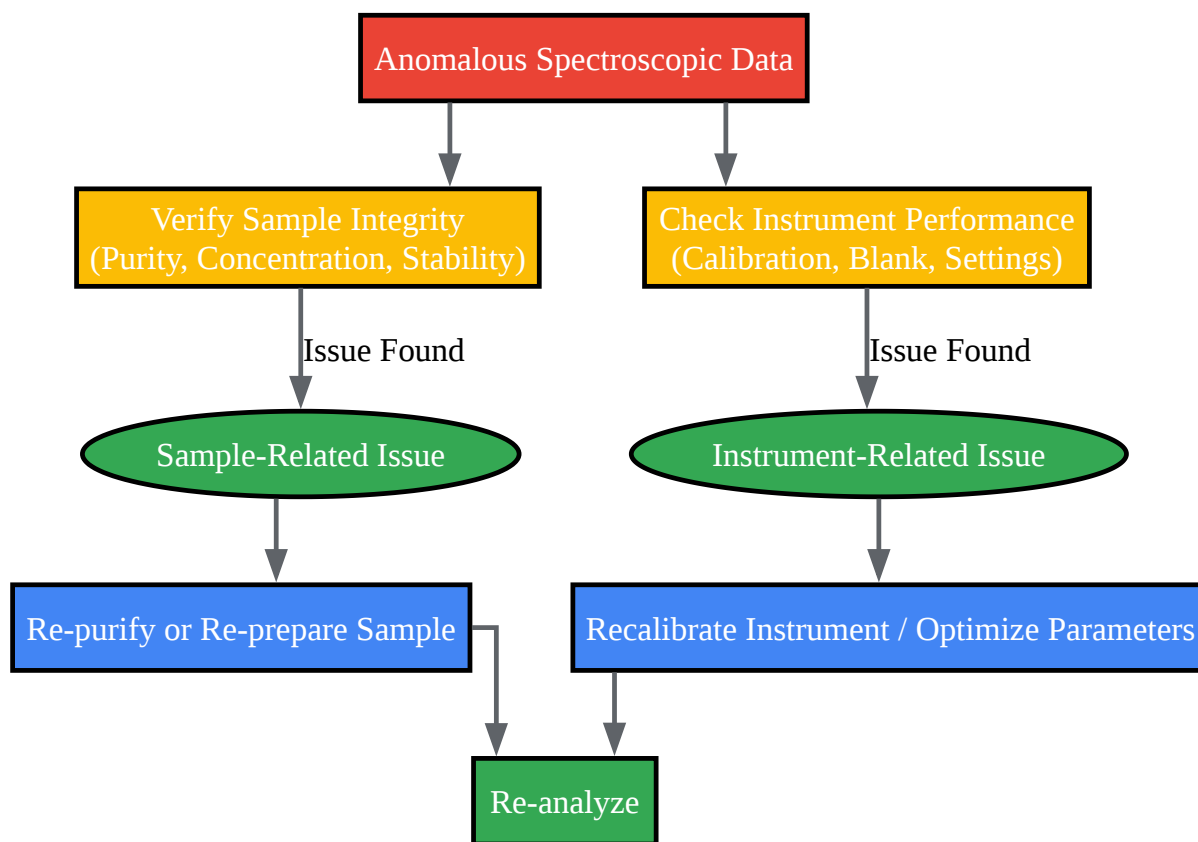 Anomalous Spectroscopic Data
Verify Sample Integrity
(Purity, Concentration, Stability)
Check Instrument Performance
(Calibration, Blank, Settings)
Issue Found
Issue Found
Sample-Related Issue
Instrument-Related Issue
Re-purify or Re-prepare Sample
Recalibrate Instrument / Optimize Parameters
Re-analyze